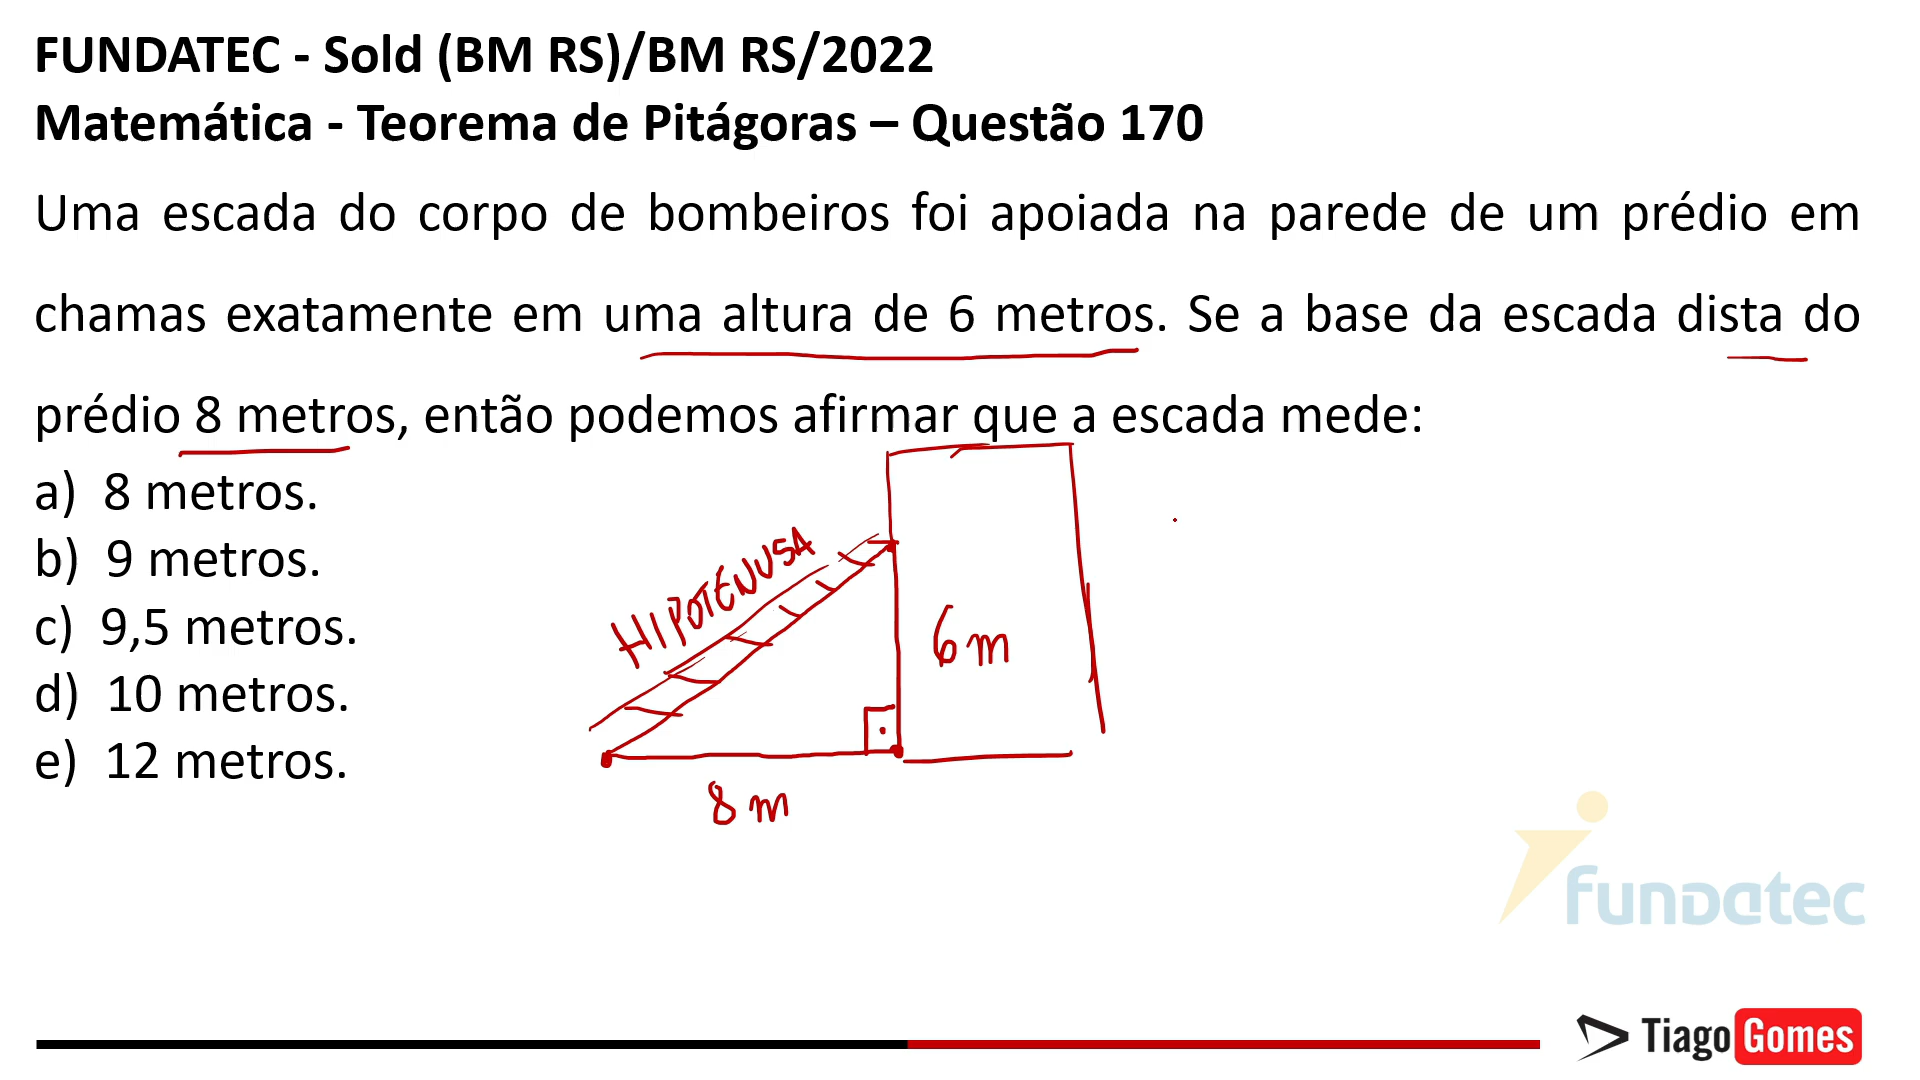 FUNDATEC - Sold (BM RS)/BM RS/2022
Matemática - Teorema de Pitágoras – Questão 170
Uma escada do corpo de bombeiros foi apoiada na parede de um prédio em
chamas exatamente em uma altura de 6 metros. Se a base da escada dista do
prédio 8 metros, então podemos afirmar que a escada mede:
a) 8 metros.
b) 9 metros.
c) 9,5 metros.
d) 10 metros.
e) 12 metros.
HIPOTENUSA
6 m
8 m
fundatec
Tiago Gomes